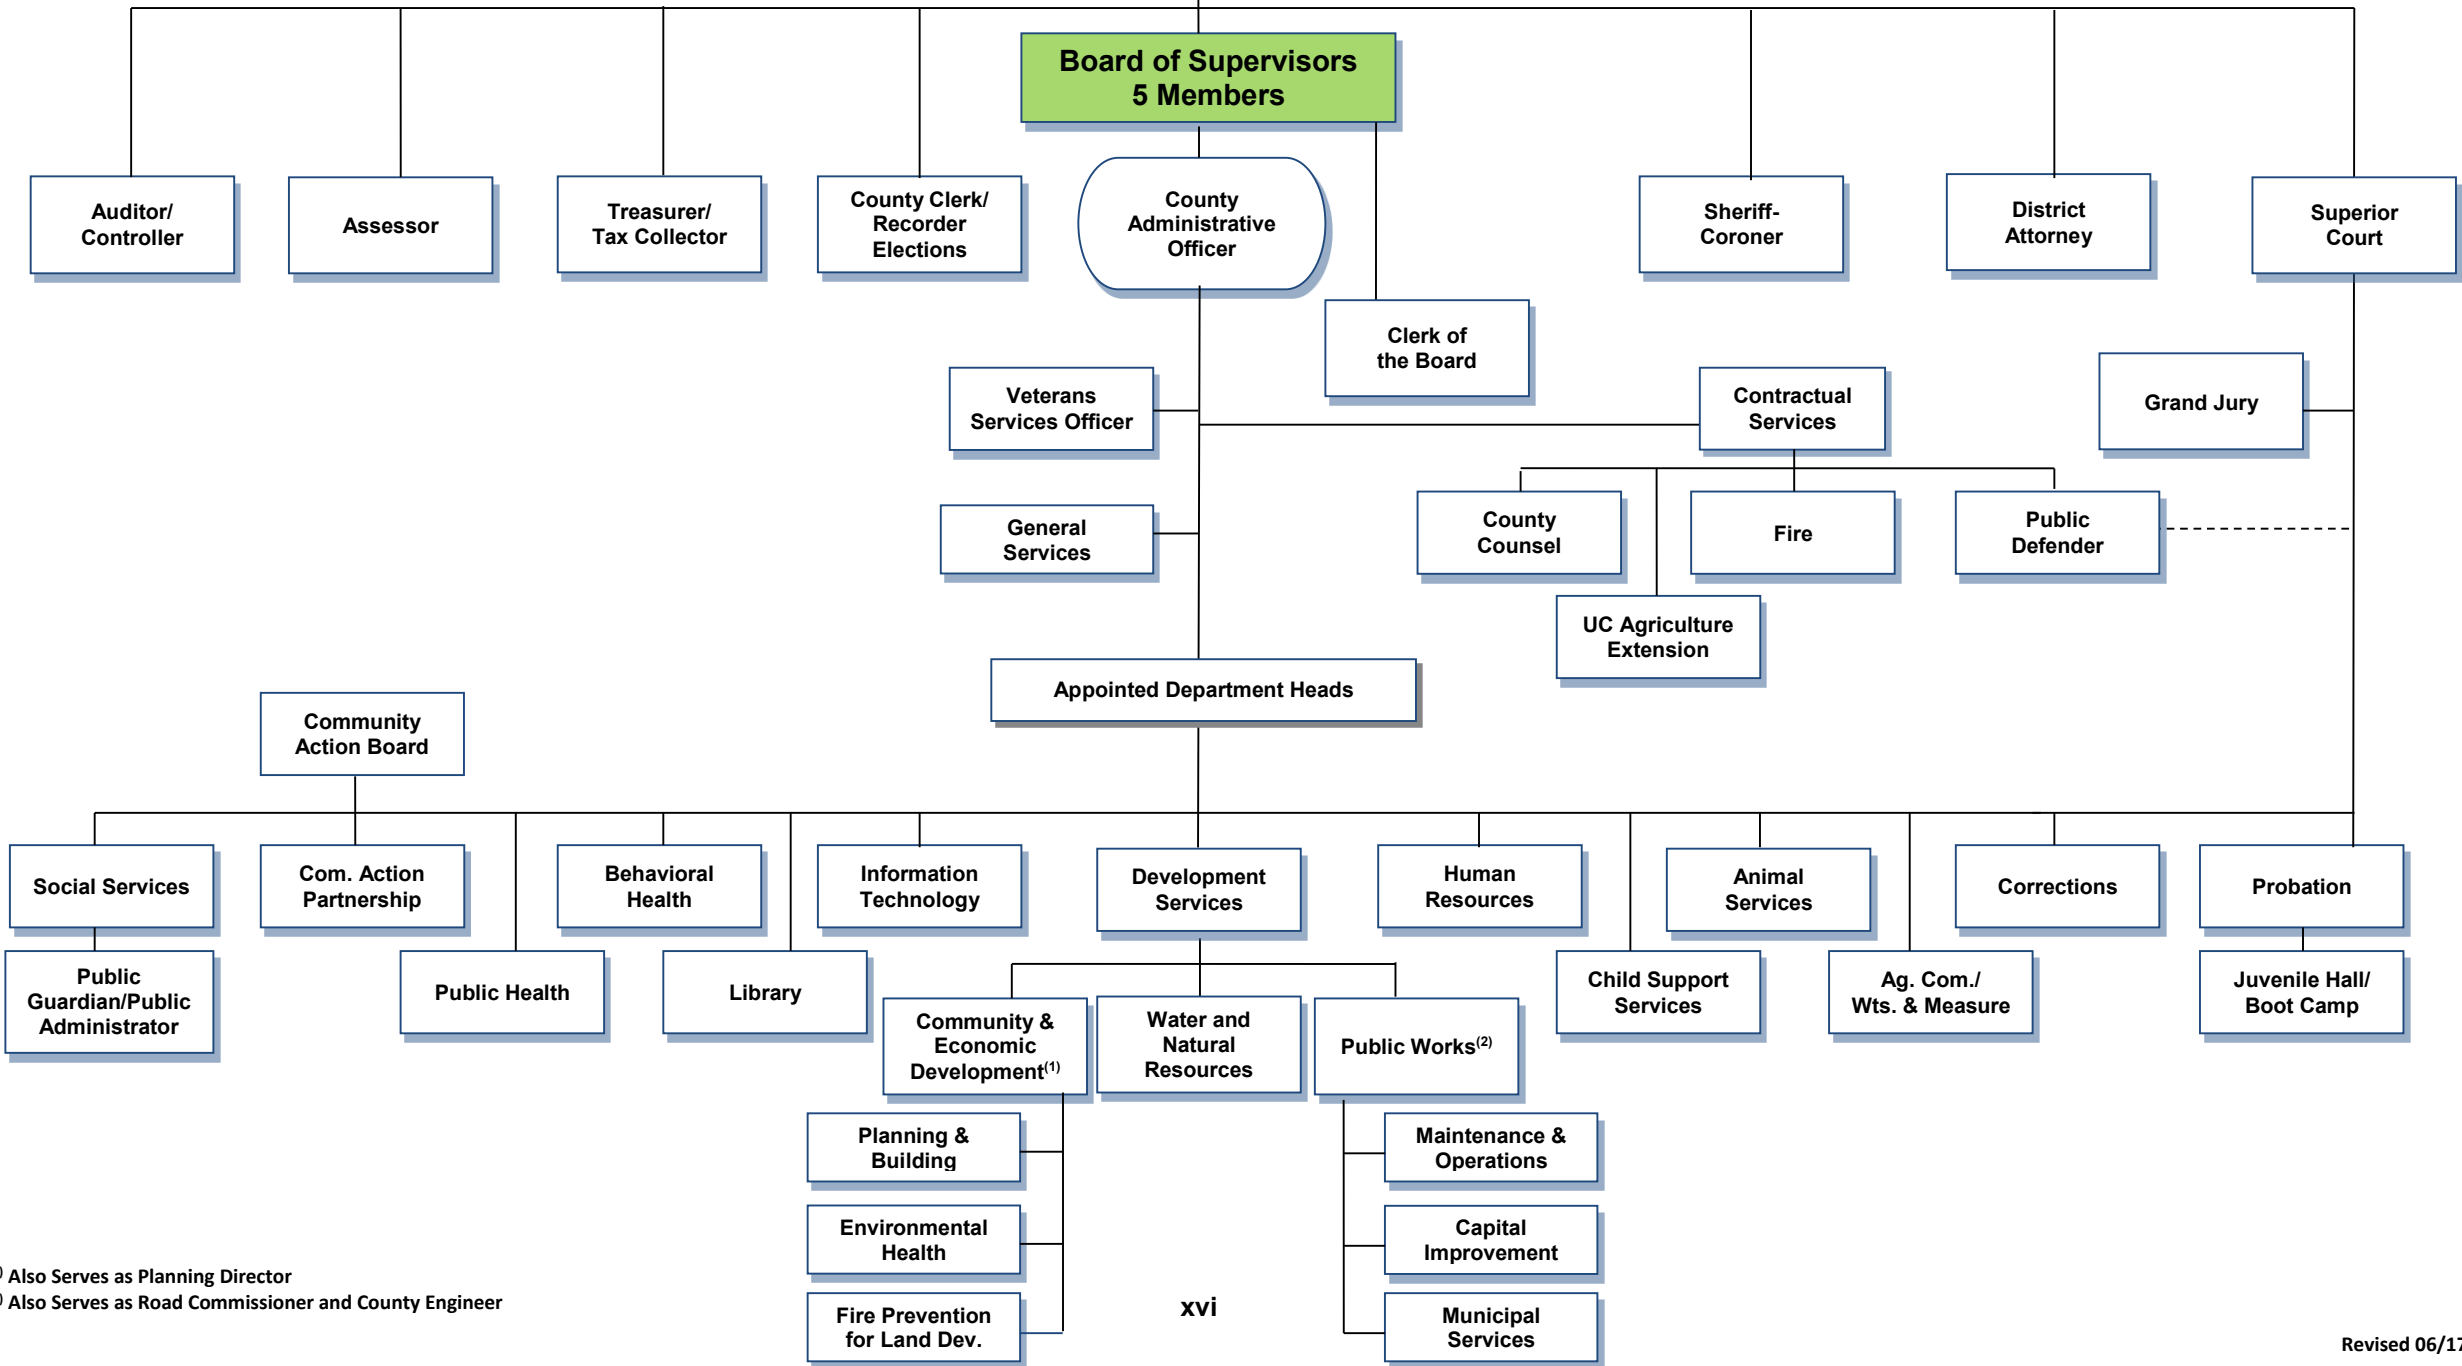 Board of Supervisors
5 Members
Auditor/
Controller
Assessor
Treasurer/
Tax Collector
County Clerk/
Recorder
Elections
County
Administrative
Officer
Sheriff-
Coroner
District
Attorney
Superior
Court
Clerk of
the Board
Veterans
Services Officer
Contractual
Services
Grand Jury
General
Services
County
Counsel
Fire
Public
Defender
UC Agriculture
Extension
Appointed Department Heads
Community
Action Board
Social Services
Com. Action
Partnership
Behavioral
Health
Information
Technology
Development
Services
Human
Resources
Animal
Services
Corrections
Probation
Public
Guardian/Public
Administrator
Public Health
Library
Community &
Economic
Development(1)
Water and
Natural
Resources
Public Works(2)
Child Support
Services
Ag. Com./
Wts. & Measure
Juvenile Hall/
Boot Camp
Planning &
Building
Maintenance &
Operations
Environmental
Health
Capital
Improvement
Fire Prevention
for Land Dev.
Municipal
Services
) Also Serves as Planning Director
) Also Serves as Road Commissioner and County Engineer
xvi
Revised 06/17